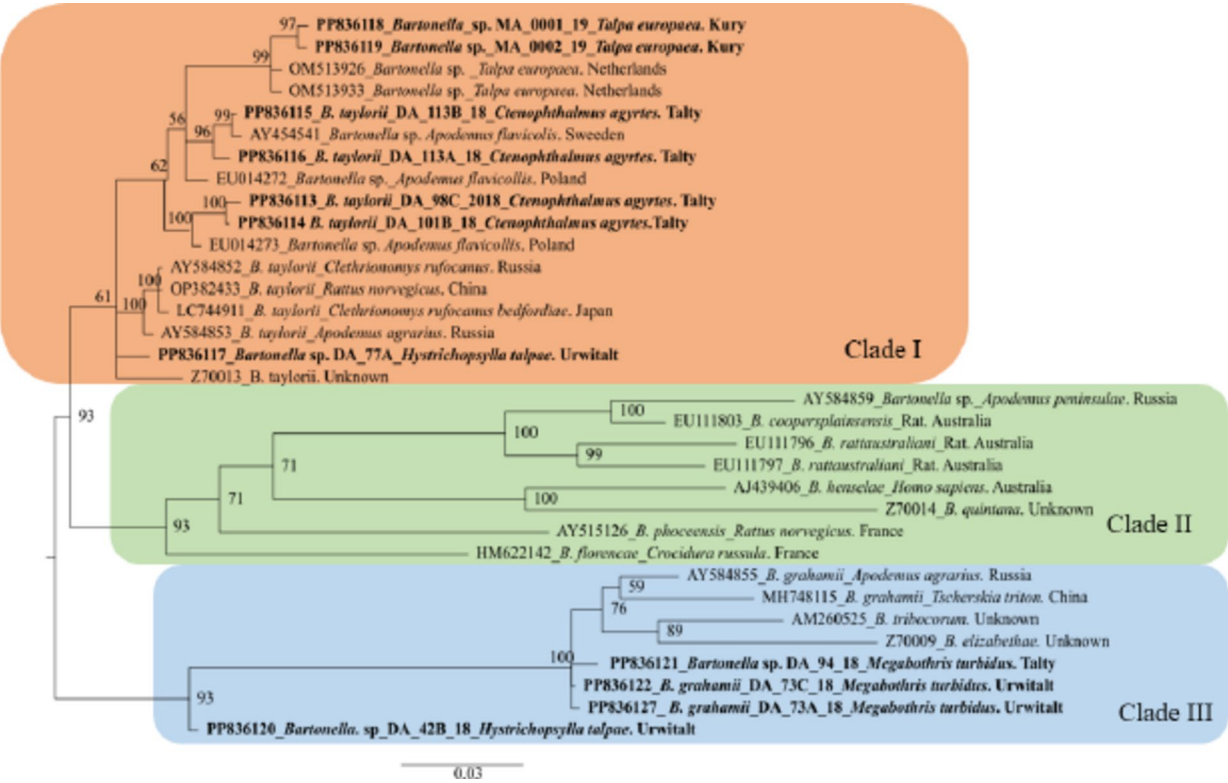 97
PP836118_Bartonella_sp. MA_0001_19_Talpa europaea. Kury
PP836119_Bartonella sp._MA_0002_19_Talpa europaea. Kury
99
OM513926_Bartonella sp. _Talpa europaea. Netherlands
OM513933_Bartonella sp._Talpa europaea. Netherlands
56
99
PP836115_B. taylorii_DA_113B_18_Ctenophthalmus agyrtes. Talty
96
AY454541_Bartonella sp. Apodemus flavicolis. Sweden
PP836116_B. taylorii_DA_113A_18_Ctenophthalmus agyrtes. Talty
62
EU014272_Bartonella sp._Apodemus flavicollis. Poland
100
PP836113_B. taylorii_DA_98C_2018_Ctenophthalmus agyrtes. Talty
100
PP836114 B. taylorii_DA_101B_18_Ctenophthalmus agyrtes.Talty
EU014273_Bartonella sp. Apodemus flavicollis. Poland
AY584852_B. taylorii_Clethrionomys rufocanus. Russia
100
OP382433_B. taylorii_Rattus norvegicus. China
61
100
LC744911_B. taylorii_Clethrionomys rufocanus bedfordiae. Japan
AY584853_B. taylorii_Apodemus agrarius. Russia
PP836117_Bartonella sp. DA_77A_Hystrichopsylla talpae. Urwitalt
Clade I
Z70013_B. taylorii. Unknown
93
AY584859_Bartonella sp._Apodemus peninsulae. Russia
100
EU111803_B. coopersplainsensis_Rat. Australia
100
EU111796_B. rattaustraliani_Rat. Australia
99
EU111797_B. rattaustraliani_Rat. Australia
71
AJ439406_B. henselae_Homo sapiens. Australia
71
100
Z70014_B. quintana. Unknown
93
AY515126_B. phoceensis_Rattus norvegicus. France
Clade II
HM622142_B. florencae_Crocidura russula. France
AY584855_B. grahamii_Apodemus agrarius. Russia
59
MH748115_B. grahamii_Tscherskia triton. China
76
AM260525_B. tribocorum. Unknown
89
Z70009_B. elizabethae. Unknown
100
PP836121_Bartonella sp. DA_94_18_Megabothris turbidus. Talty
PP836122_B. grahamii_DA_73C_18_Megabothris turbidus. Urwitalt
93
PP836127_B. grahamii_DA_73A_18_Megabothris turbidus. Urwitalt
Clade III
PP836120_Bartonella. sp_DA_42B_18_Hystrichopsylla talpae. Urwitalt
0.03